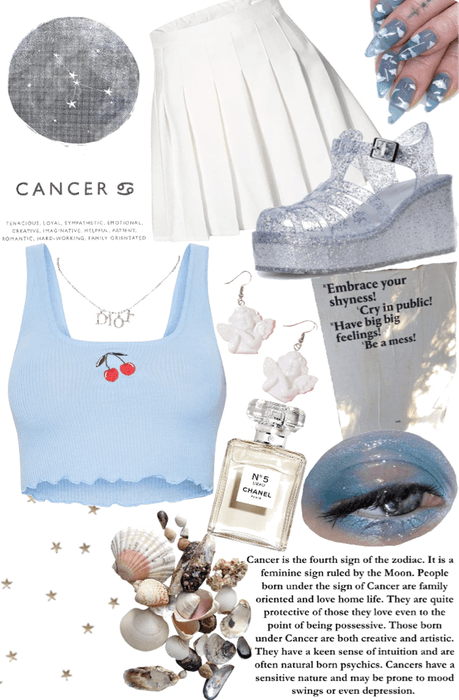 CANCER ♋
TENACIOUS, LOYAL, SYMPATHETIC, EMOTIONAL,
CREATIVE, IMAGINATIVE, HELPFUL, PATIENT,
ROMANTIC, HARD-WORKING, FAMILY ORIENTATED
DIOR
*Embrace your
shyness!
*Cry in public!
*Have big big
feelings!
*Be a mess!
N°5
L'EAU
CHANEL
PARIS
Cancer is the fourth sign of the zodiac. It is a
feminine sign ruled by the Moon. People
born under the sign of Cancer are family
oriented and love home life. They are quite
protective of those they love even to the
point of being possessive. Those born
under Cancer are both creative and artistic.
They have a keen sense of intuition and are
often natural born psychics. Cancers have a
sensitive nature and may be prone to mood
swings or even depression.